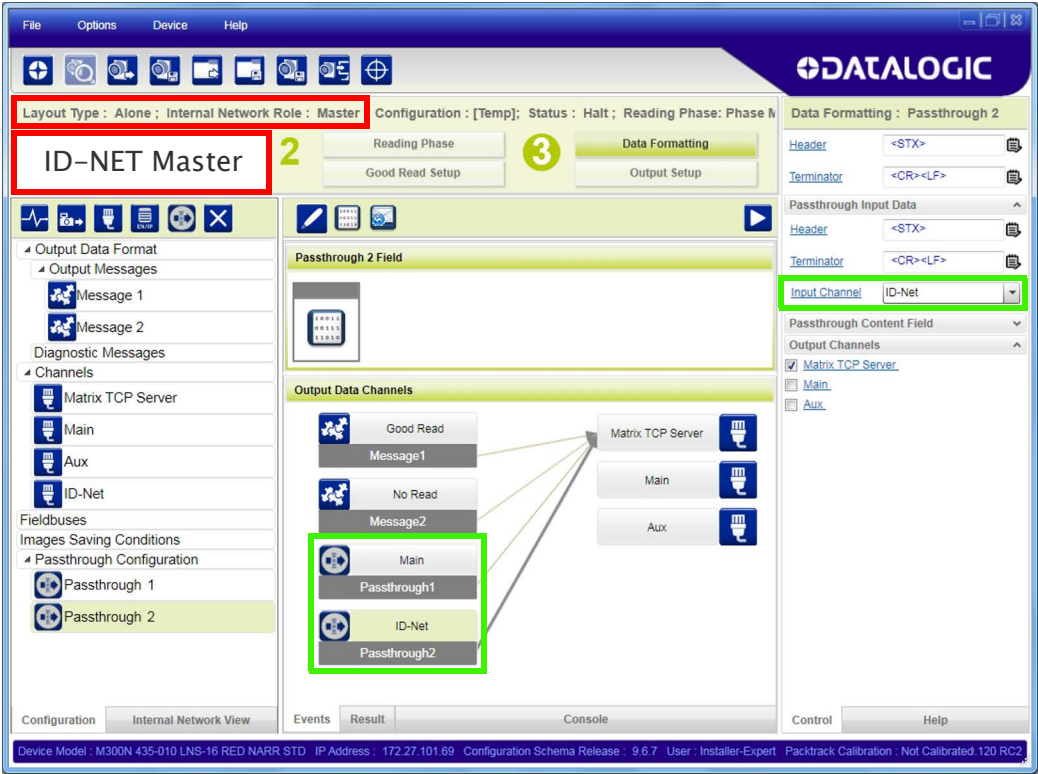 File Options Device Help
DATALOGIC
Layout Type : Alone ; Internal Network Role : Master Configuration : [Temp]; Status : Halt ; Reading Phase: Phase M
ID-NET Master
2
Reading Phase
Good Read Setup
3
Data Formatting
Output Setup
EN/IP
Output Data Format
Output Messages
Message 1
Message 2
Diagnostic Messages
Channels
Matrix TCP Server
Main
Aux
ID-Net
Fieldbuses
Images Saving Conditions
Passthrough Configuration
Passthrough 1
Passthrough 2
Configuration Internal Network View
Passthrough 2 Field
10011
00111
11010
Output Data Channels
Good Read
Message1
No Read
Message2
Main
Passthrough1
ID-Net
Passthrough2
Matrix TCP Server
Main
Aux
Events Result Console
Data Formatting : Passthrough 2
Header <STX>
Terminator <CR><LF>
Passthrough Input Data
Header <STX>
Terminator <CR><LF>
Input Channel ID-Net
Passthrough Content Field
Output Channels
Matrix TCP Server
Main
Aux
Control Help
Device Model : M300N 435-010 LNS-16 RED NARR STD IP Address : 172.27.101.69 Configuration Schema Release : 9.6.7 User : Installer-Expert Packtrack Calibration : Not Calibrated.120 RC2